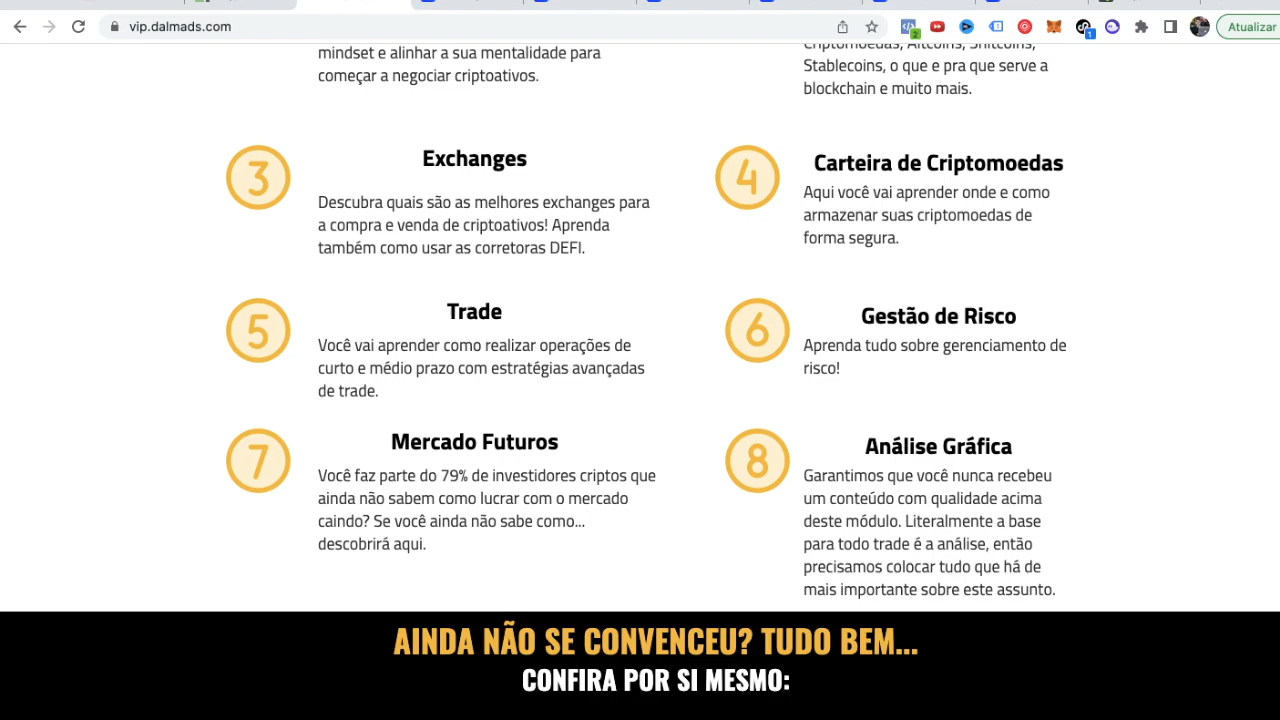 vip.dalmads.com
2
1
1
Atualizar
mindset e alinhar a sua mentalidade para
começar a negociar criptoativos.
Criptomoedas, Altcoins, Shitcoins,
Stablecoins, o que e pra que serve a
blockchain e muito mais.
3
Exchanges
Descubra quais são as melhores exchanges para
a compra e venda de criptoativos! Aprenda
também como usar as corretoras DEFI.
4
Carteira de Criptomoedas
Aqui você vai aprender onde e como
armazenar suas criptomoedas de
forma segura.
5
Trade
Você vai aprender como realizar operações de
curto e médio prazo com estratégias avançadas
de trade.
6
Gestão de Risco
Aprenda tudo sobre gerenciamento de
risco!
7
Mercado Futuros
Você faz parte do 79% de investidores criptos que
ainda não sabem como lucrar com o mercado
caindo? Se você ainda não sabe como...
descobrirá aqui.
8
Análise Gráfica
Garantimos que você nunca recebeu
um conteúdo com qualidade acima
deste módulo. Literalmente a base
para todo trade é a análise, então
precisamos colocar tudo que há de
mais importante sobre este assunto.
AINDA NÃO SE CONVENCEU? TUDO BEM...
CONFIRA POR SI MESMO: